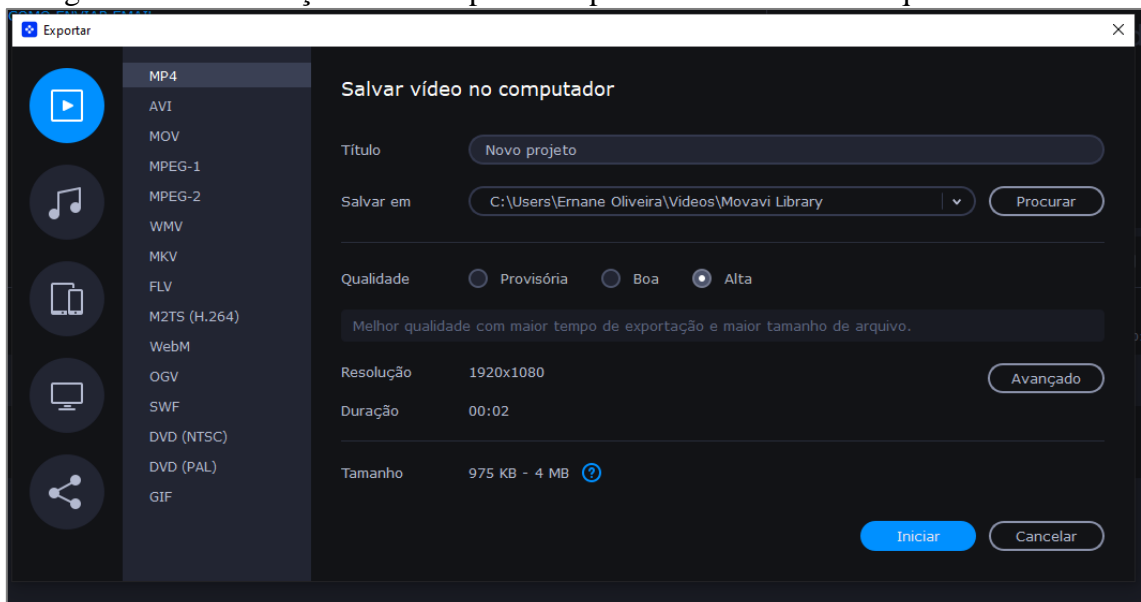 COMO ENVIAR EMAIL
Exportar
MP4
AVI
MOV
MPEG-1
MPEG-2
WMV
MKV
FLV
M2TS (H.264)
WebM
OGV
SWF
DVD (NTSC)
DVD (PAL)
GIF
Salvar vídeo no computador
Título Novo projeto
Salvar em C:\Users\Ernane Oliveira\Videos\Movavi Library Procurar
Qualidade Provisória Boa Alta
Melhor qualidade com maior tempo de exportação e maior tamanho de arquivo.
Resolução 1920x1080 Avançado
Duração 00:02
Tamanho 975 KB - 4 MB ?
Iniciar Cancelar